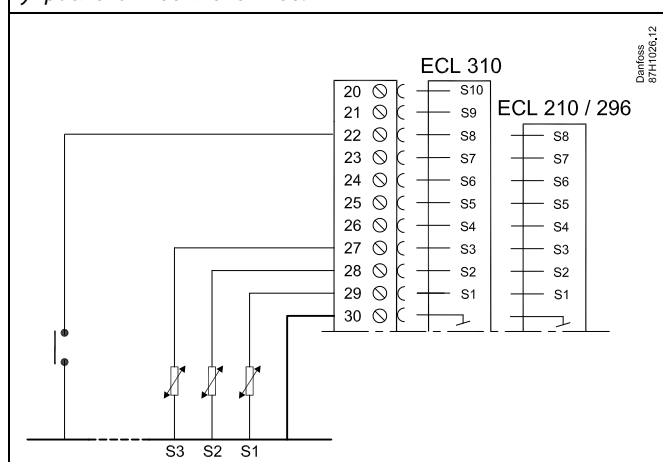 Danfoss
87H1026.12
ECL 310
ECL 210 / 296
20 S10
21 S9
22 S8 S8
23 S7 S7
24 S6 S6
25 S5 S5
26 S4 S4
27 S3 S3
28 S2 S2
29 S1 S1
30
S3 S2 S1